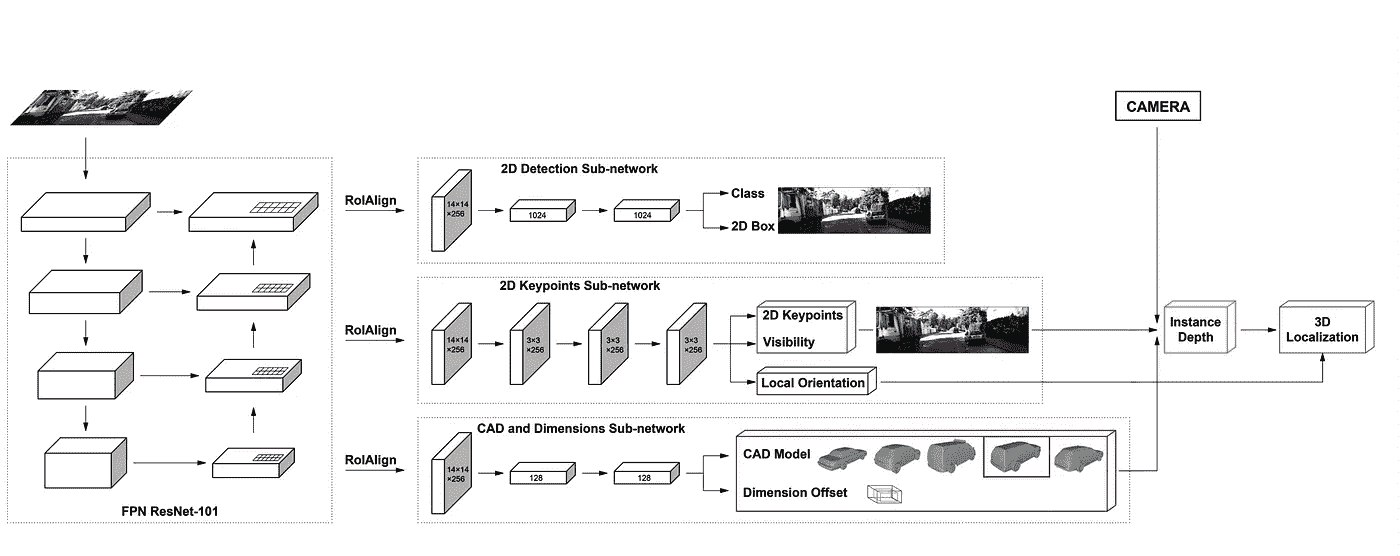 CAMERA
2D Detection Sub-network
RoIAlign
14×14
×256
1024
1024
Class
2D Box
2D Keypoints Sub-network
RoIAlign
14×14
×256
3×3
×256
3×3
×256
3×3
×256
2D Keypoints
Visibility
Local Orientation
Instance
Depth
3D
Localization
CAD and Dimensions Sub-network
RoIAlign
14×14
×256
128
128
CAD Model
Dimension Offset
FPN ResNet-101